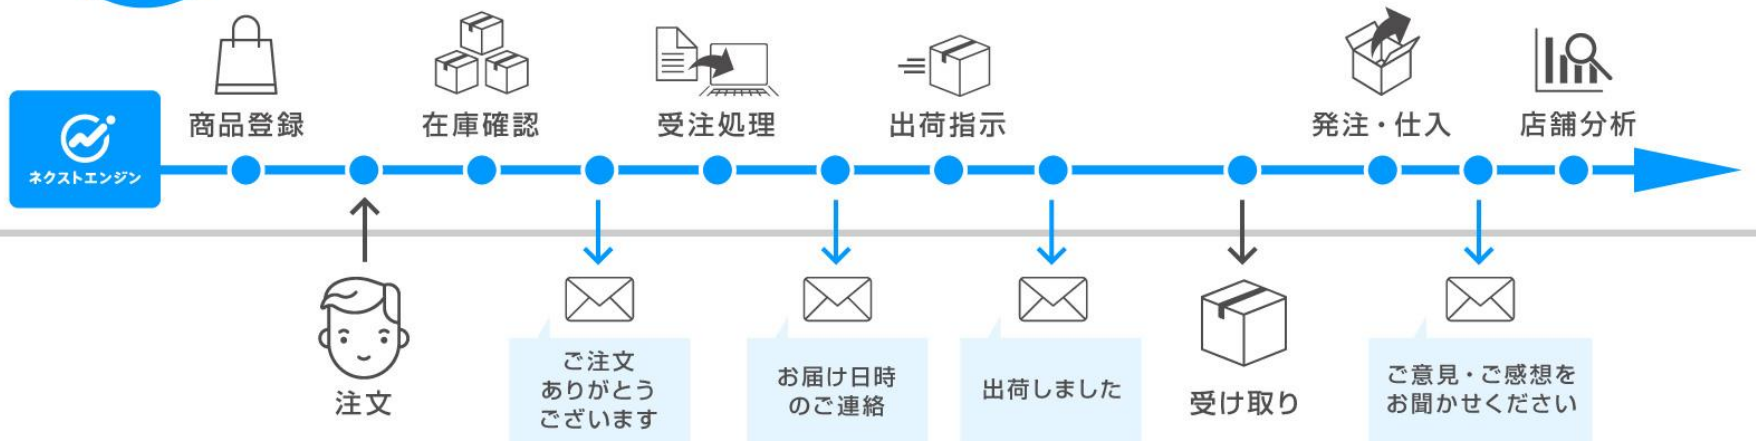 商品登録
在庫確認
受注処理
出荷指示
発注・仕入
店舗分析
ネクストエンジン
注文
ご注文
ありがとう
ございます
お届け日時
のご連絡
出荷しました
受け取り
ご意見・ご感想を
お聞かせください